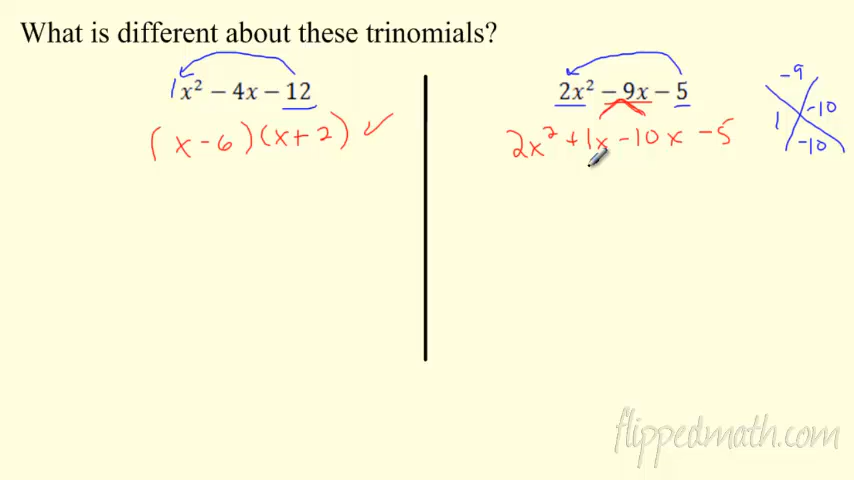 What is different about these trinomials?
1x² − 4x − 12
(x − 6)(x + 2) ✓
2x² − 9x − 5
2x² + 1x − 10x − 5
-9
1 -10
-10
flippedmath.com